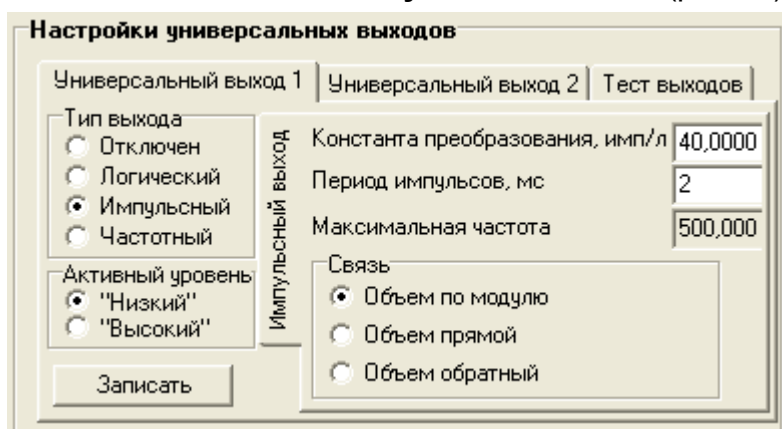 Настройки универсальных выходов
Универсальный выход 1
Универсальный выход 2
Тест выходов
Тип выхода
Отключен
Логический
Импульсный
Частотный
Активный уровень
"Низкий"
"Высокий"
Записать
Импульсный выход
Константа преобразования, имп/л 40,0000
Период импульсов, мс 2
Максимальная частота 500,000
Связь
Объем по модулю
Объем прямой
Объем обратный